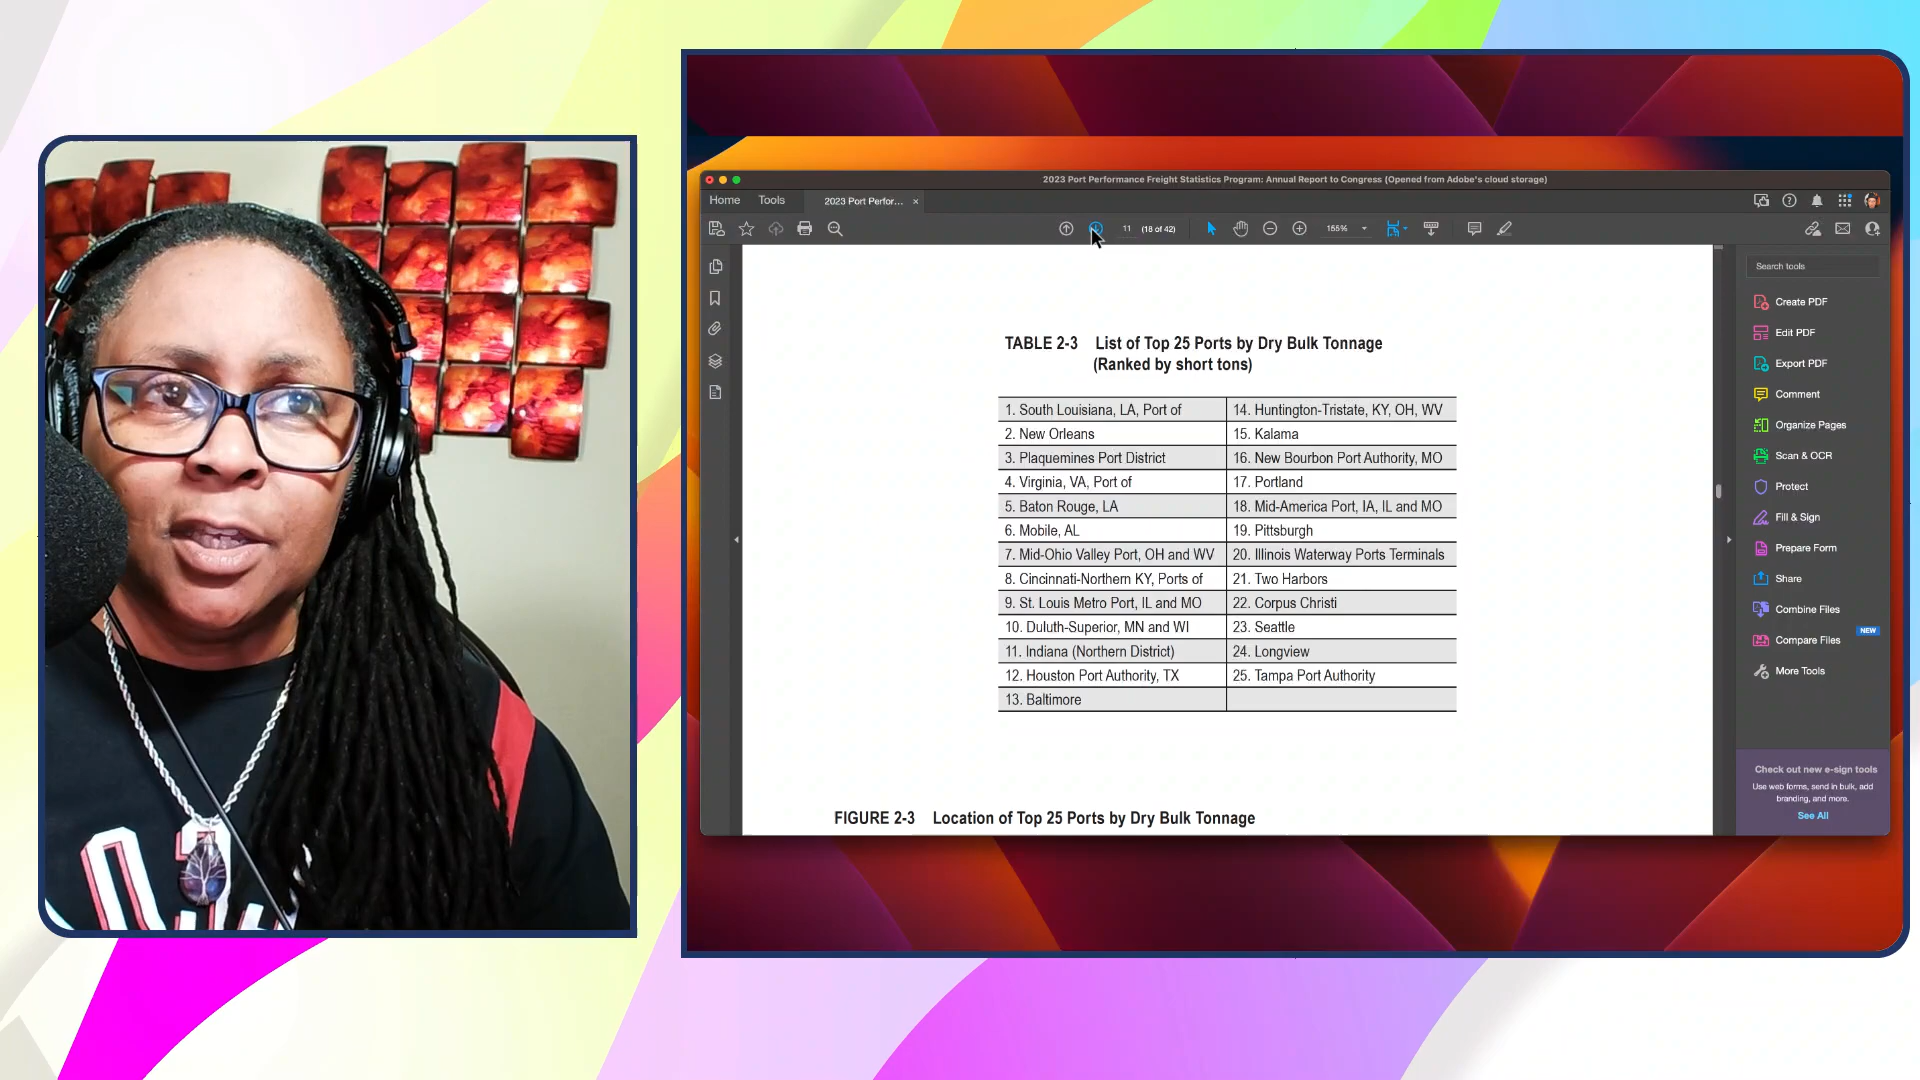 2023 Port Performance Freight Statistics Program: Annual Report to Congress (Opened from Adobe's cloud storage)
Home
Tools
2023 Port Perfor...
×
11
(18 of 42)
155%
Search tools
Create PDF
Edit PDF
Export PDF
Comment
Organize Pages
Scan & OCR
Protect
Fill & Sign
Prepare Form
Share
Combine Files
Compare Files
NEW
More Tools
Check out new e-sign tools
Use web forms, send in bulk, add
branding, and more.
See All
TABLE 2-3 List of Top 25 Ports by Dry Bulk Tonnage
(Ranked by short tons)
1. South Louisiana, LA, Port of
2. New Orleans
3. Plaquemines Port District
4. Virginia, VA, Port of
5. Baton Rouge, LA
6. Mobile, AL
7. Mid-Ohio Valley Port, OH and WV
8. Cincinnati-Northern KY, Ports of
9. St. Louis Metro Port, IL and MO
10. Duluth-Superior, MN and WI
11. Indiana (Northern District)
12. Houston Port Authority, TX
13. Baltimore
14. Huntington-Tristate, KY, OH, WV
15. Kalama
16. New Bourbon Port Authority, MO
17. Portland
18. Mid-America Port, IA, IL and MO
19. Pittsburgh
20. Illinois Waterway Ports Terminals
21. Two Harbors
22. Corpus Christi
23. Seattle
24. Longview
25. Tampa Port Authority
FIGURE 2-3 Location of Top 25 Ports by Dry Bulk Tonnage